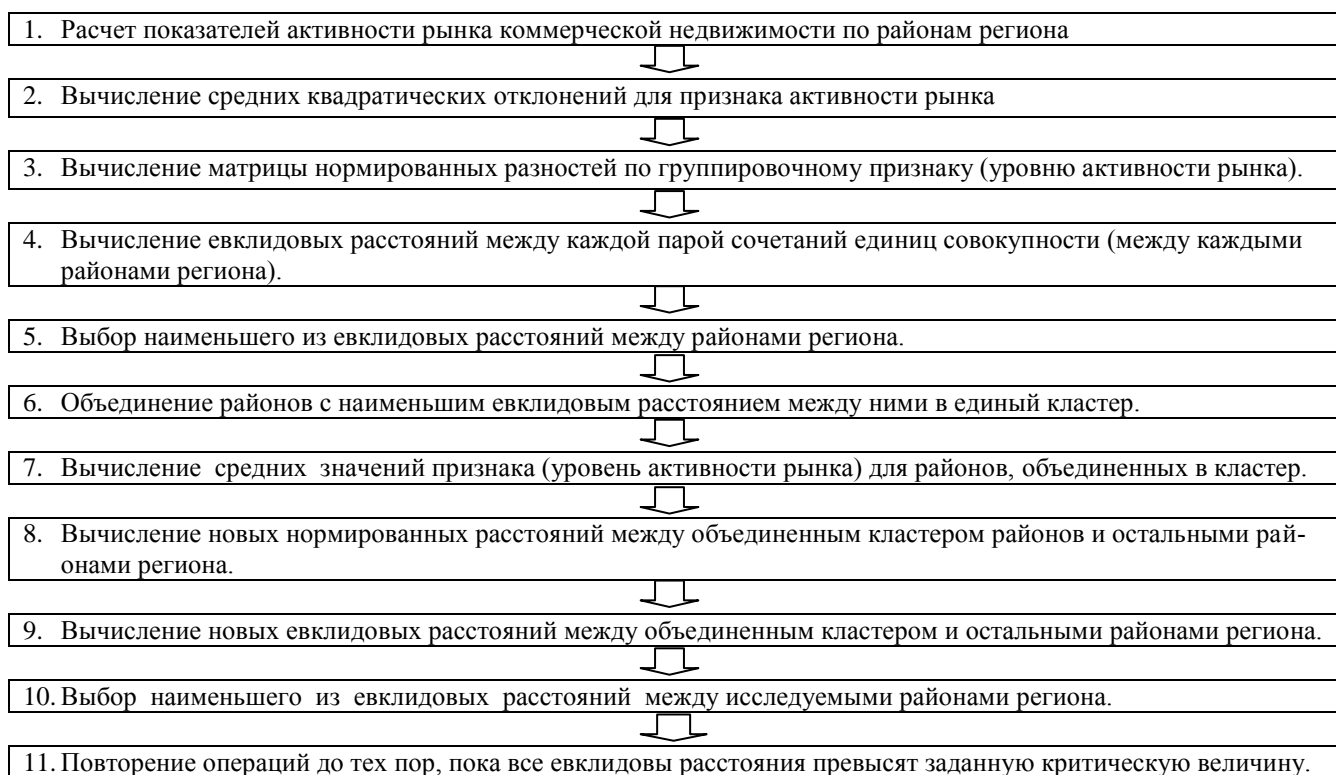 1. Расчет показателей активности рынка коммерческой недвижимости по районам региона
2. Вычисление средних квадратических отклонений для признака активности рынка
3. Вычисление матрицы нормированных разностей по группировочному признаку (уровню активности рынка).
4. Вычисление евклидовых расстояний между каждой парой сочетаний единиц совокупности (между каждыми
районами региона).
5. Выбор наименьшего из евклидовых расстояний между районами региона.
6. Объединение районов с наименьшим евклидовым расстоянием между ними в единый кластер.
7. Вычисление средних значений признака (уровень активности рынка) для районов, объединенных в кластер.
8. Вычисление новых нормированных расстояний между объединенным кластером районов и остальными рай-
онами региона.
9. Вычисление новых евклидовых расстояний между объединенным кластером и остальными районами региона.
10. Выбор наименьшего из евклидовых расстояний между исследуемыми районами региона.
11. Повторение операций до тех пор, пока все евклидовы расстояния превысят заданную критическую величину.